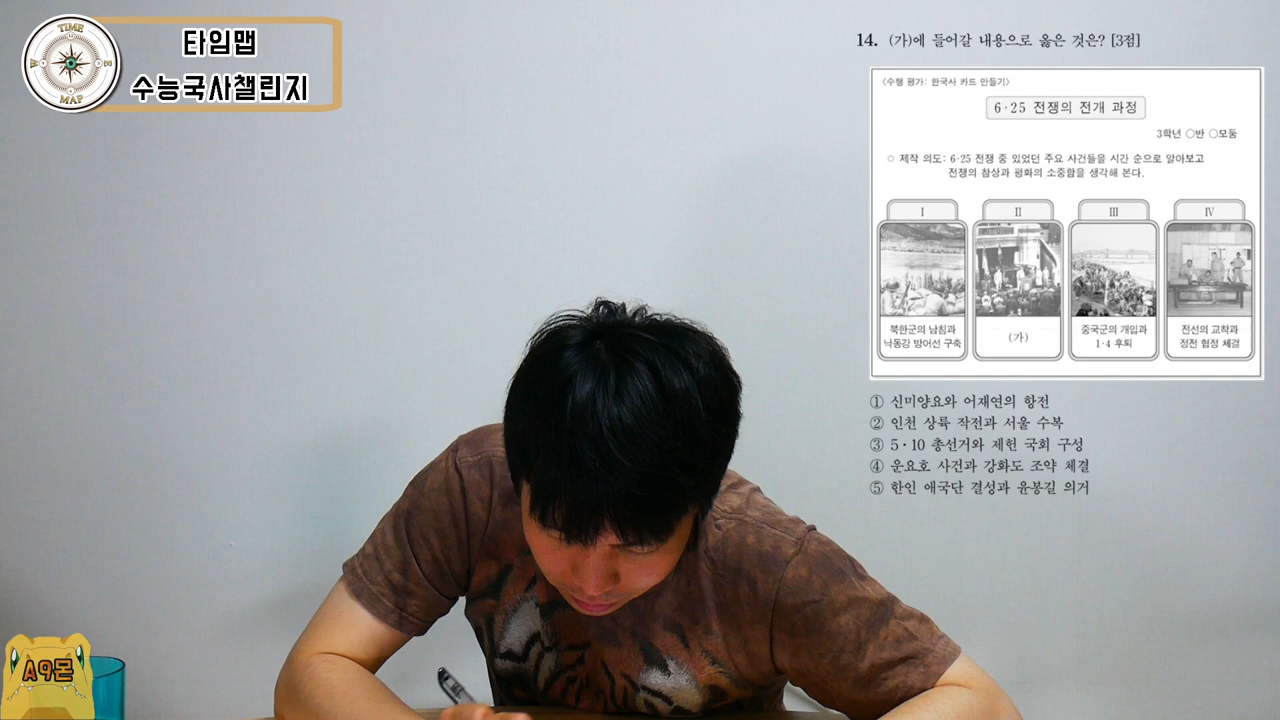 TIME
W
E
MAP
타임맵
수능국사챌린지
14. (가)에 들어갈 내용으로 옳은 것은? [3점]
〈수행 평가: 한국사 카드 만들기〉
6·25 전쟁의 전개 과정
3학년 ○반 ○모둠
○ 제작 의도: 6·25 전쟁 중 있었던 주요 사건들을 시간 순으로 알아보고
전쟁의 참상과 평화의 소중함을 생각해 본다.
Ⅰ
북한군의 남침과
낙동강 방어선 구축
Ⅱ
(가)
Ⅲ
중국군의 개입과
1·4 후퇴
Ⅳ
전선의 교착과
정전 협정 체결
① 신미양요와 어재연의 항전
② 인천 상륙 작전과 서울 수복
③ 5·10 총선거와 제헌 국회 구성
④ 운요호 사건과 강화도 조약 체결
⑤ 한인 애국단 결성과 윤봉길 의거
A9몬